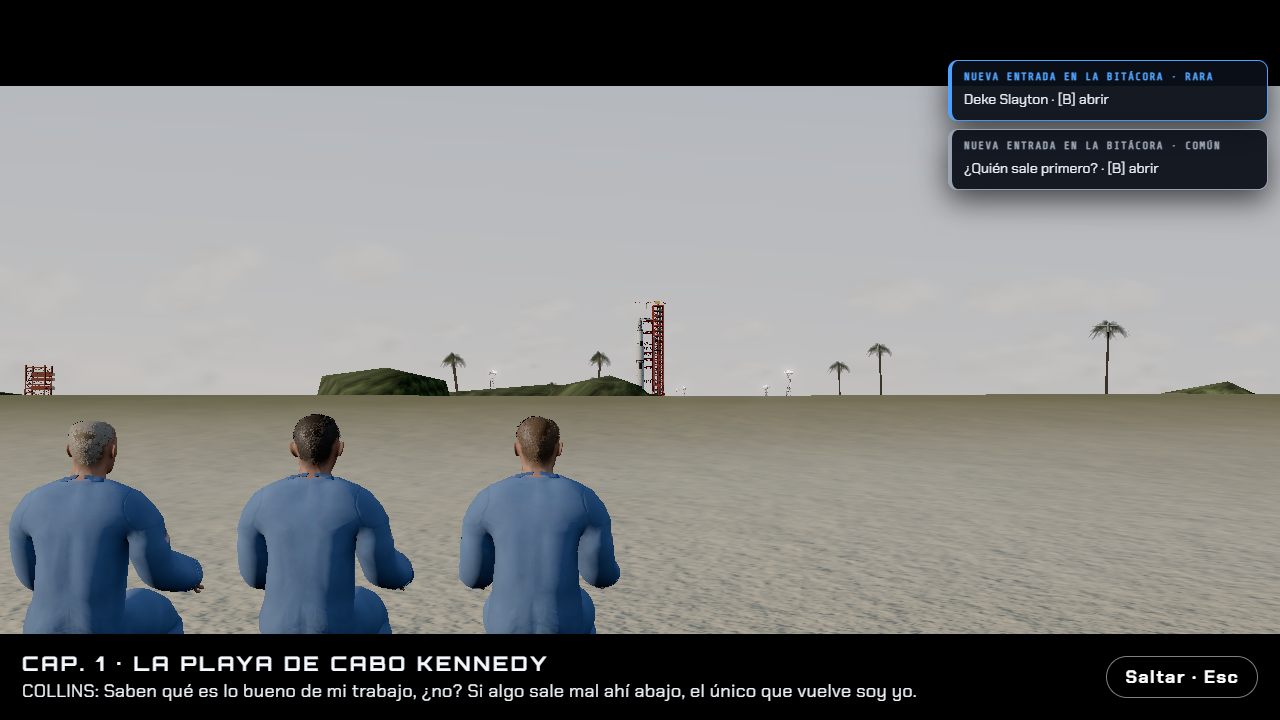 NUEVA ENTRADA EN LA BITÁCORA · RARA
Deke Slayton · [B] abrir
NUEVA ENTRADA EN LA BITÁCORA · COMÚN
¿Quién sale primero? · [B] abrir
CAP. 1 · LA PLAYA DE CABO KENNEDY
COLLINS: Saben qué es lo bueno de mi trabajo, ¿no? Si algo sale mal ahí abajo, el único que vuelve soy yo.
Saltar · Esc